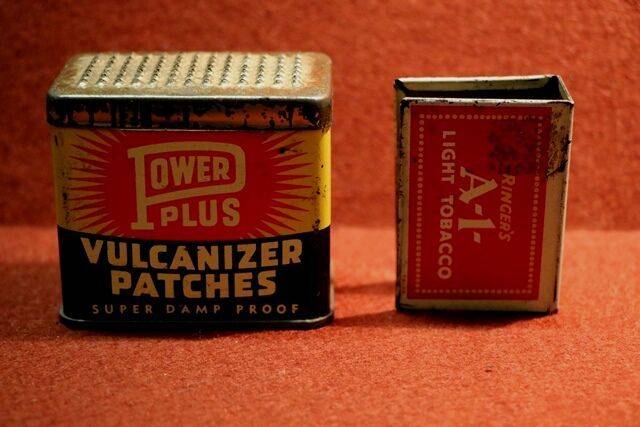 POWER
PLUS
VULCANIZER
PATCHES
SUPER DAMP PROOF
RINGER'S
A-1-
LIGHT TOBACCO